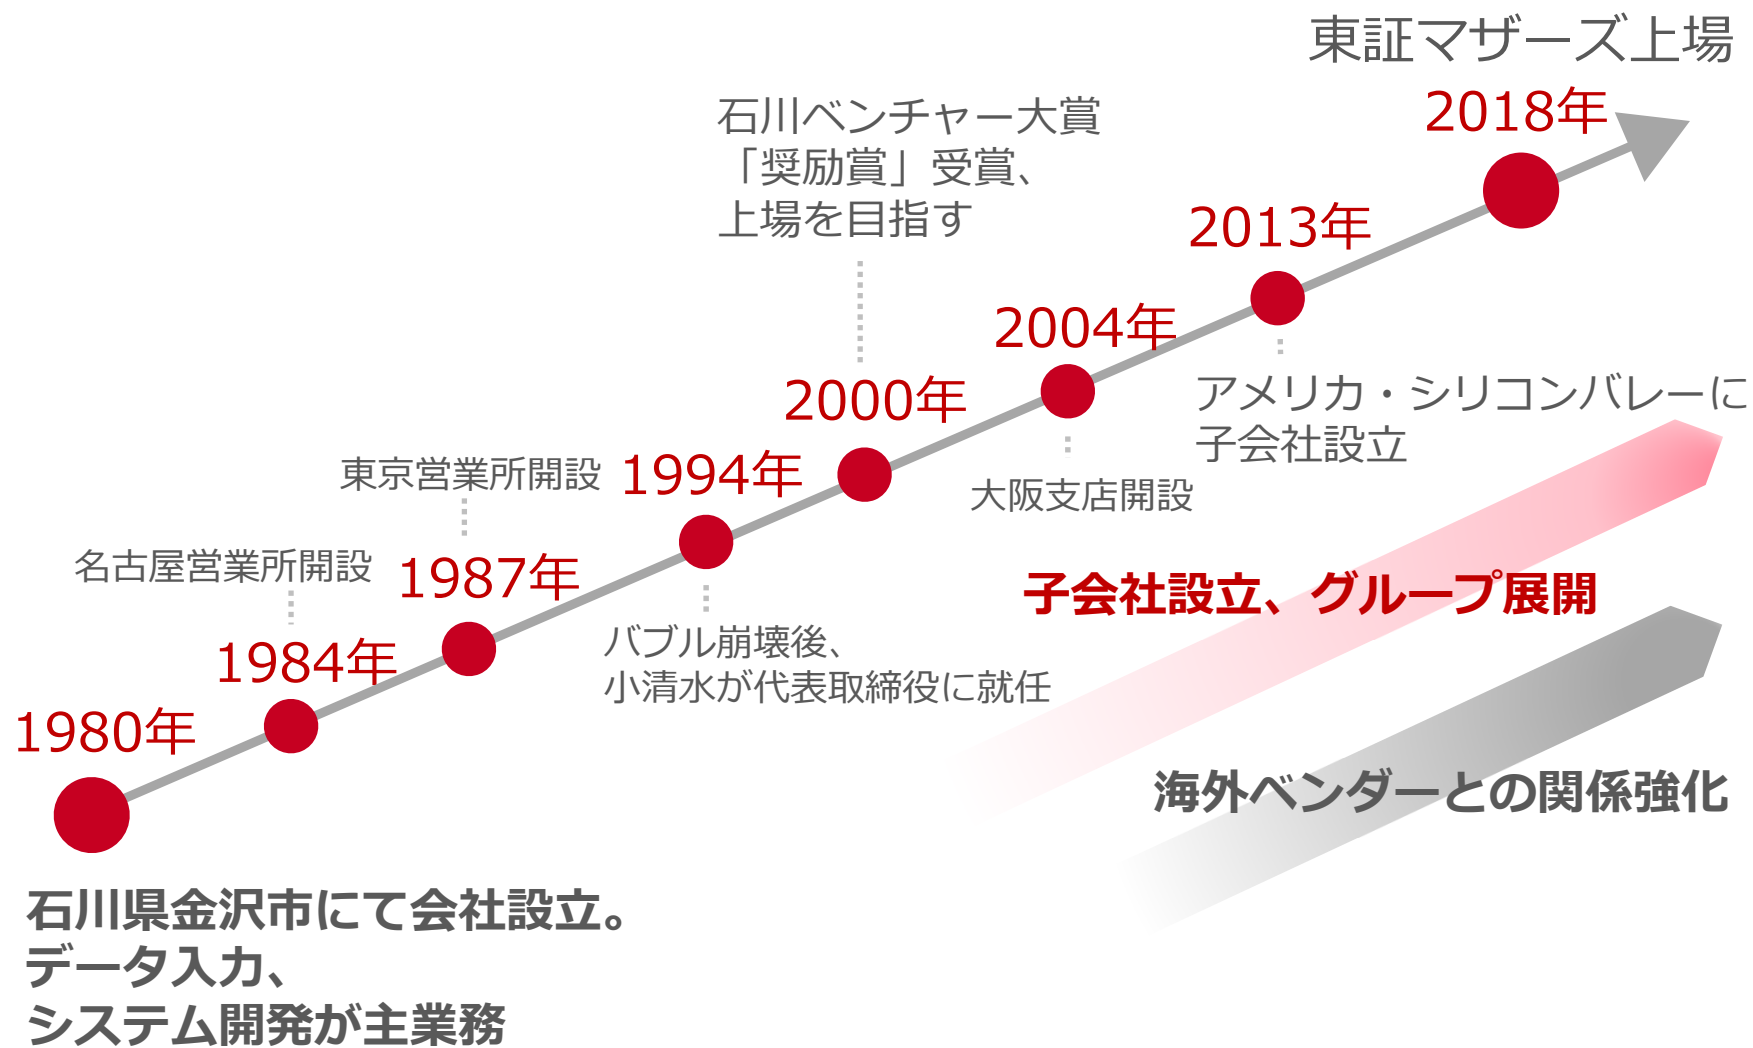 東証マザーズ上場
2018年
石川ベンチャー大賞
「奨励賞」受賞、
上場を目指す
2013年
アメリカ・シリコンバレーに
子会社設立
2004年
大阪支店開設
2000年
1994年
バブル崩壊後、
小清水が代表取締役に就任
東京営業所開設
1987年
名古屋営業所開設
1984年
1980年
石川県金沢市にて会社設立。
データ入力、
システム開発が主業務
子会社設立、グループ展開
海外ベンダーとの関係強化